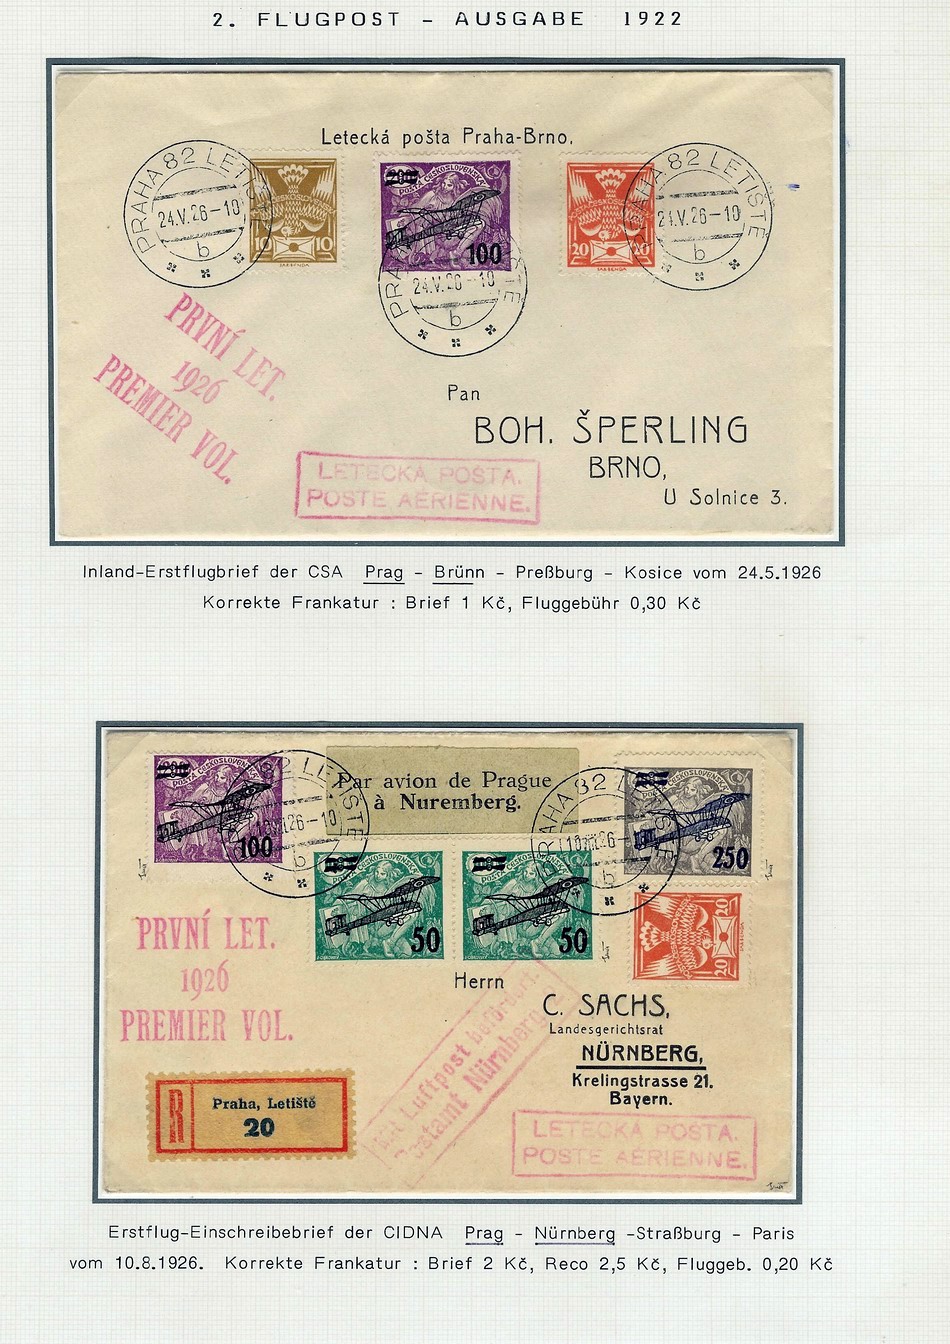 2. FLUGPOST - AUSGABE 1922
Letecká pošta Praha-Brno.
PRAHA 82 LETIŠTĚ
24.V.26-10
b
10 10
ČESKOSLOVENSKÁ
100
24.V.26-10
b
20 20
PRAHA 82 LETIŠTĚ
24.V.26-10
b
PRVNÍ LET.
1926
PREMIER VOL.
Pan
BOH. ŠPERLING
BRNO,
U Solnice 3.
LETECKÁ POŠTA.
POSTE AÉRIENNE.
Inland-Erstflugbrief der CSA Prag - Brünn - Preßburg - Kosice vom 24.5.1926
Korrekte Frankatur : Brief 1 Kč, Fluggebühr 0,30 Kč
Par avion de Prague
à Nuremberg.
100
50
50
250
20 20
b
b
PRVNÍ LET.
1926
PREMIER VOL.
Herrn
C. SACHS,
Landesgerichtsrat
NÜRNBERG,
Krelingstrasse 21.
Bayern.
Mit Luftpost befördert.
Postamt Nürnberg
R
Praha, Letiště
20
LETECKÁ POŠTA.
POSTE AÉRIENNE.
Erstflug-Einschreibebrief der CIDNA Prag - Nürnberg -Straßburg - Paris
vom 10.8.1926. Korrekte Frankatur : Brief 2 Kč, Reco 2,5 Kč, Fluggeb. 0,20 Kč